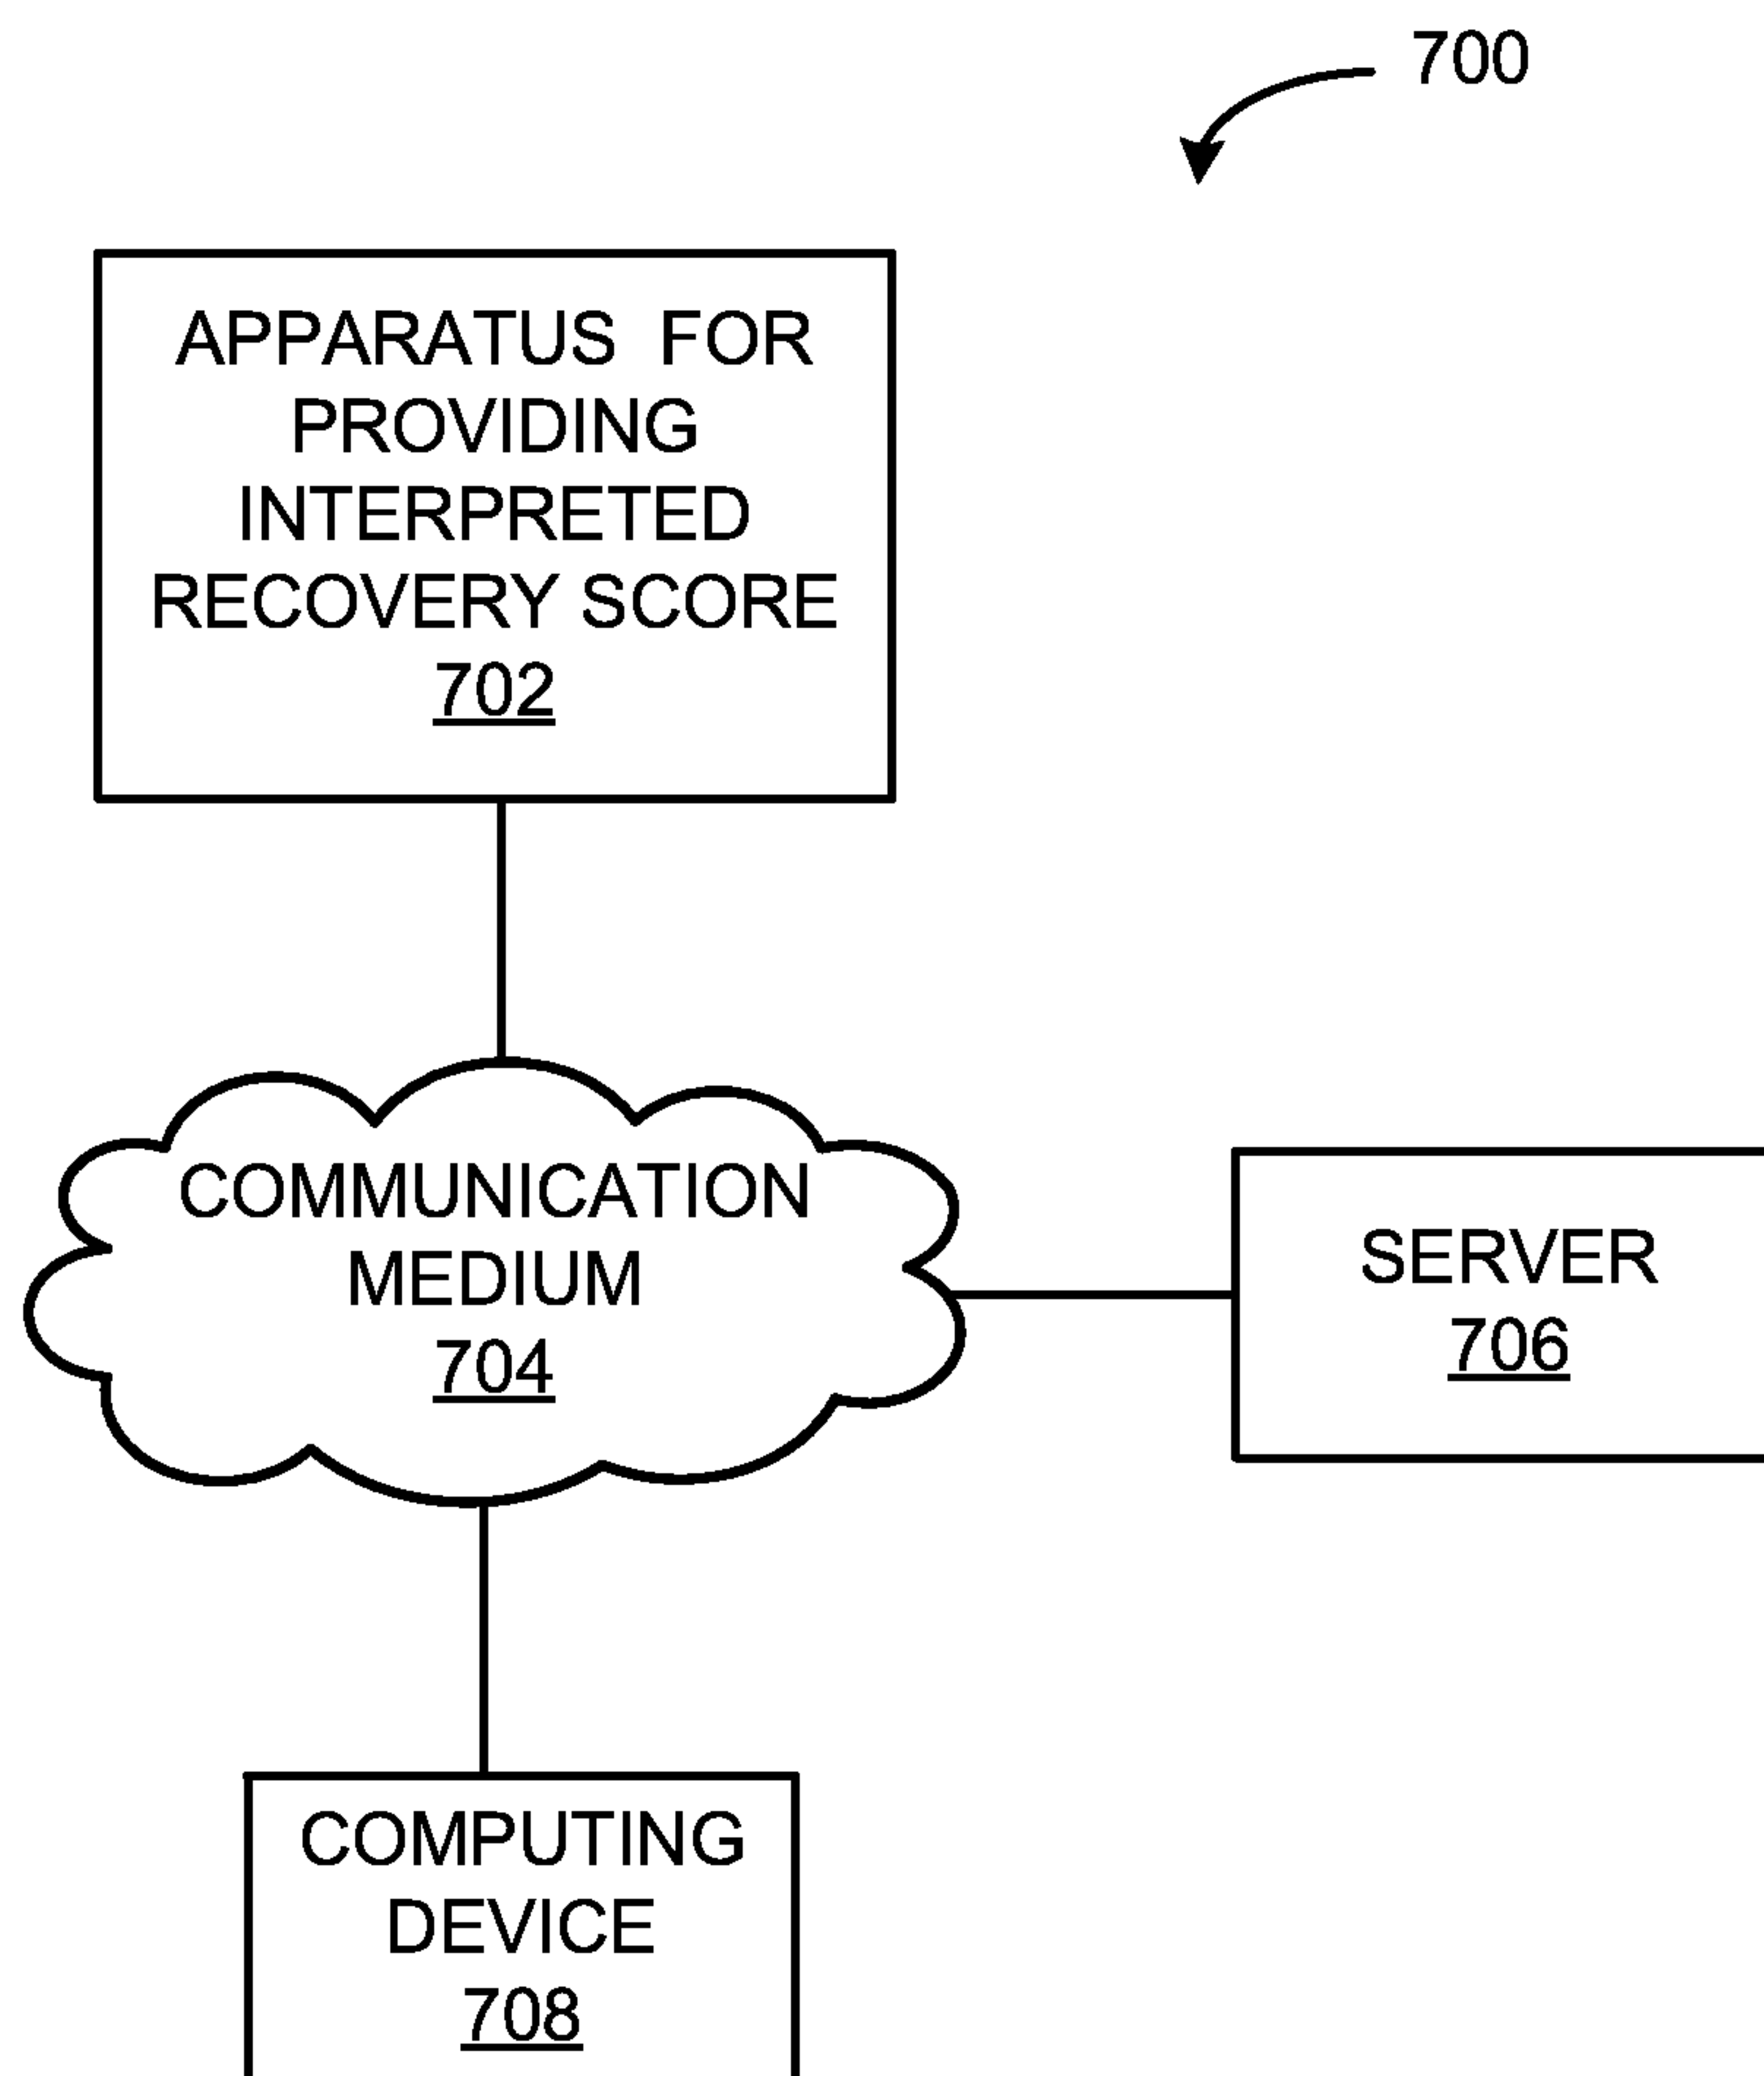 700
APPARATUS FOR
PROVIDING
INTERPRETED
RECOVERY SCORE
702
COMMUNICATION
MEDIUM
704
SERVER
706
COMPUTING
DEVICE
708